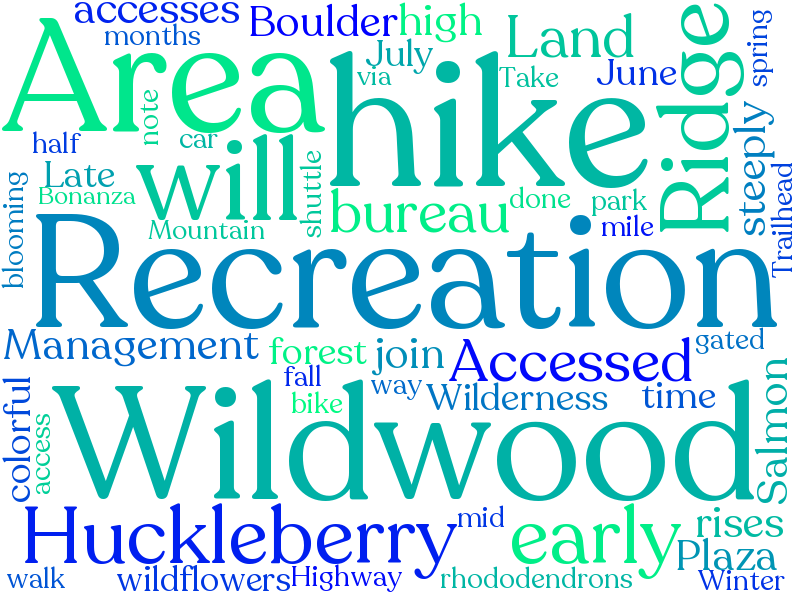 accesses
months
Boulder
high
July
via
Land
Take
June
Ridge
spring
Area
hike
note
car
half
Late
Bonanza
will
shuttle
Mountain
bureau
done
park
mile
steeply
Trailhead
blooming
Recreation
Management
forest
join
Accessed
gated
fall
way
bike
Wilderness
time
Salmon
colorful
access
Wildwood
Huckleberry
mid
early
rises
Plaza
walk
wildflowers
Highway
rhododendrons
Winter